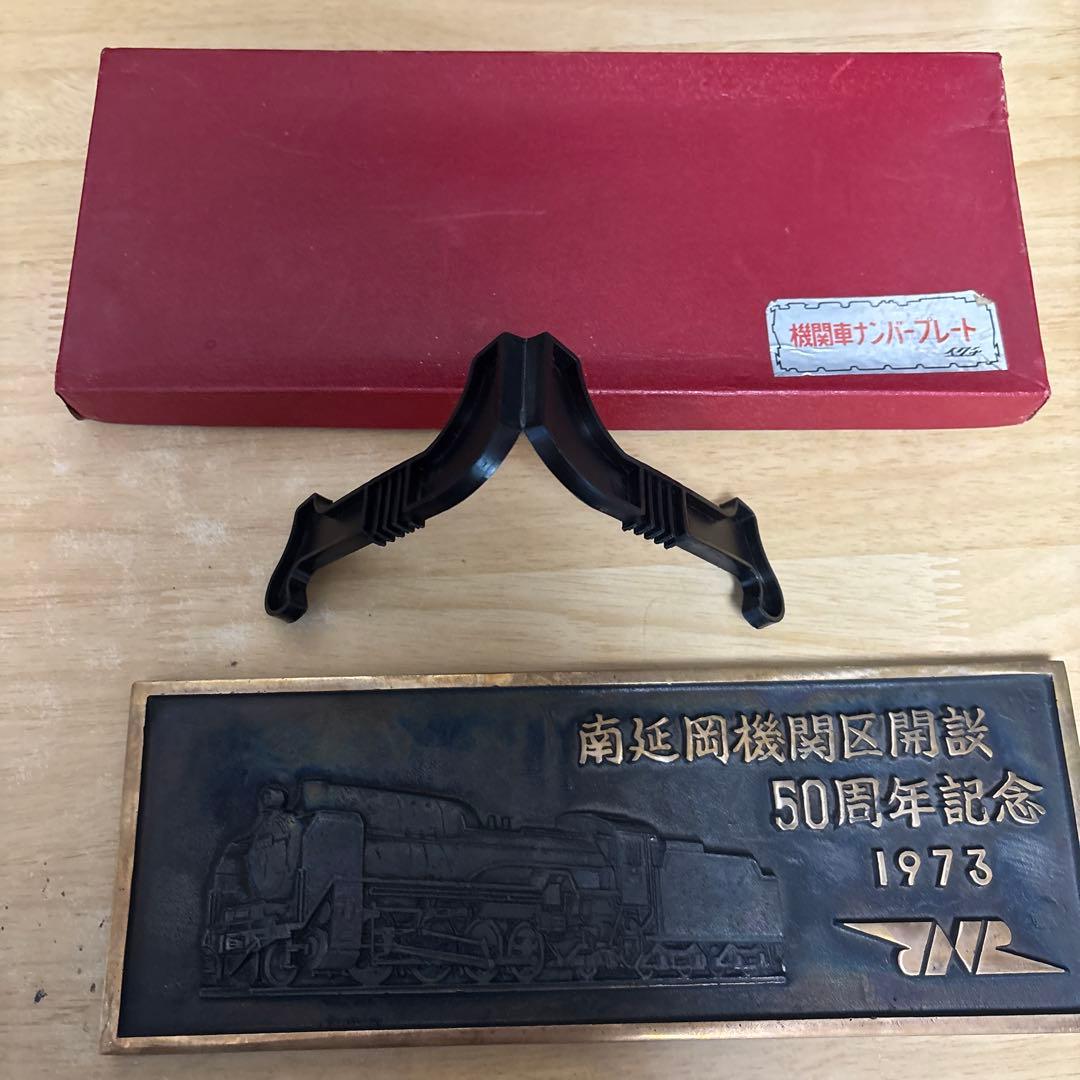 機関車ナンバープレート
南延岡機関区開設
50周年記念
1973
JNR